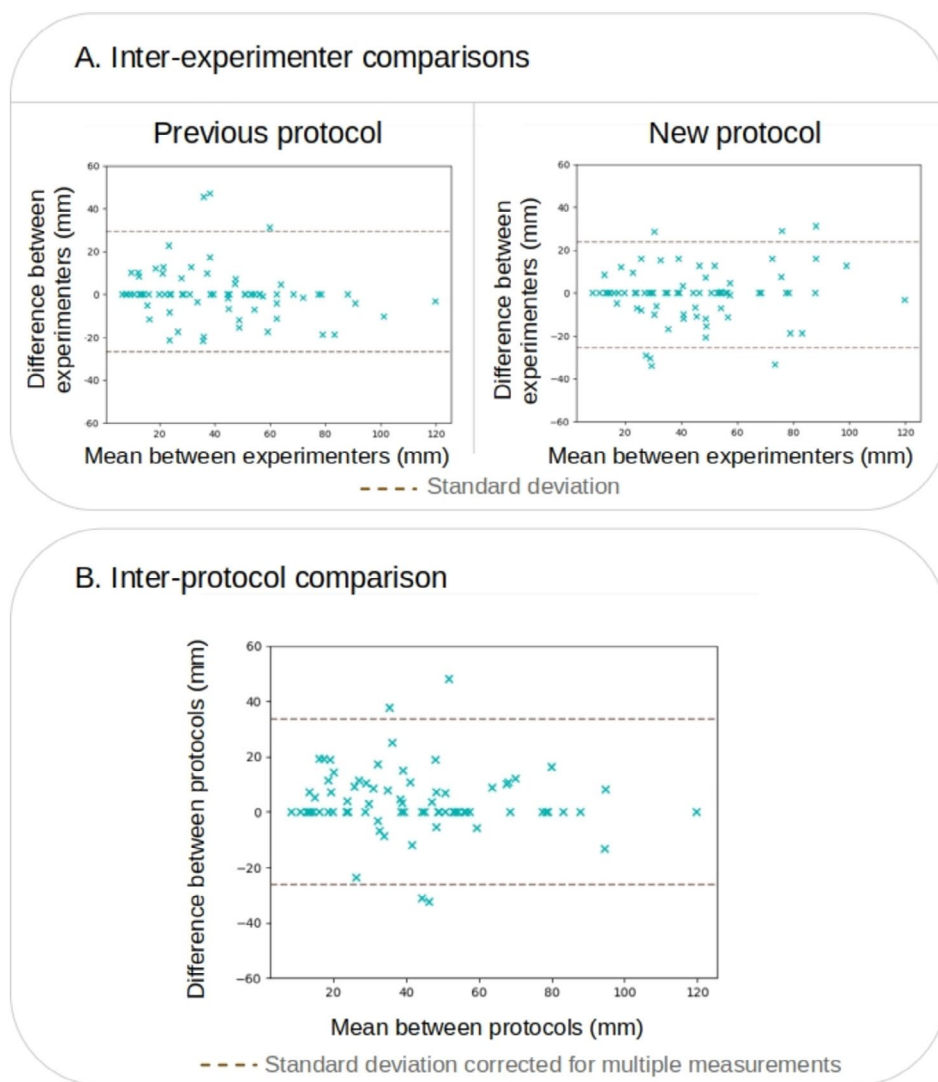 A. Inter-experimenter comparisons
Previous protocol
60
40
20
0
-20
-40
-60
20
40
60
80
100
120
Difference between
experimenters (mm)
Mean between experimenters (mm)
New protocol
60
40
20
0
−20
−40
−60
20
40
60
80
100
120
Difference between
experimenters (mm)
Mean between experimenters (mm)
Standard deviation
B. Inter-protocol comparison
60
40
20
0
−20
−40
−60
20
40
60
80
100
120
Difference between protocols (mm)
Mean between protocols (mm)
Standard deviation corrected for multiple measurements